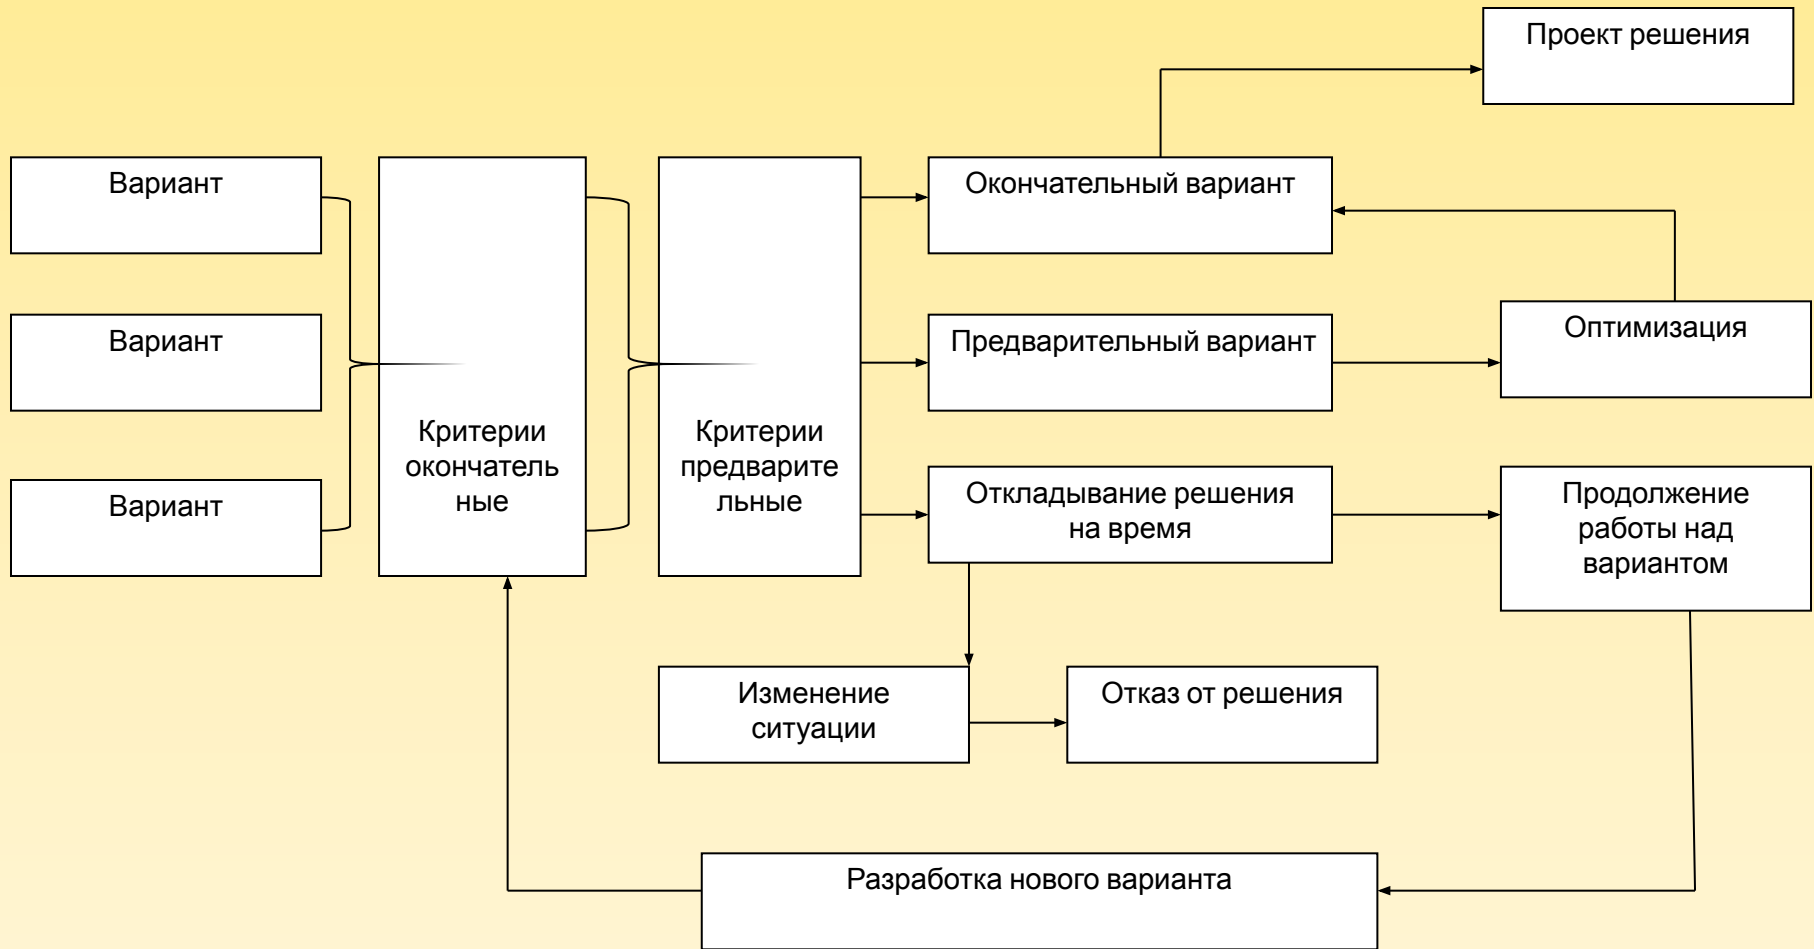 Проект решения
Вариант
Окончательный вариант
Вариант
Предварительный вариант
Оптимизация
Критерии
окончатель
ные
Критерии
предварите
льные
Вариант
Откладывание решения
на время
Продолжение
работы над
вариантом
Изменение
ситуации
Отказ от решения
Разработка нового варианта